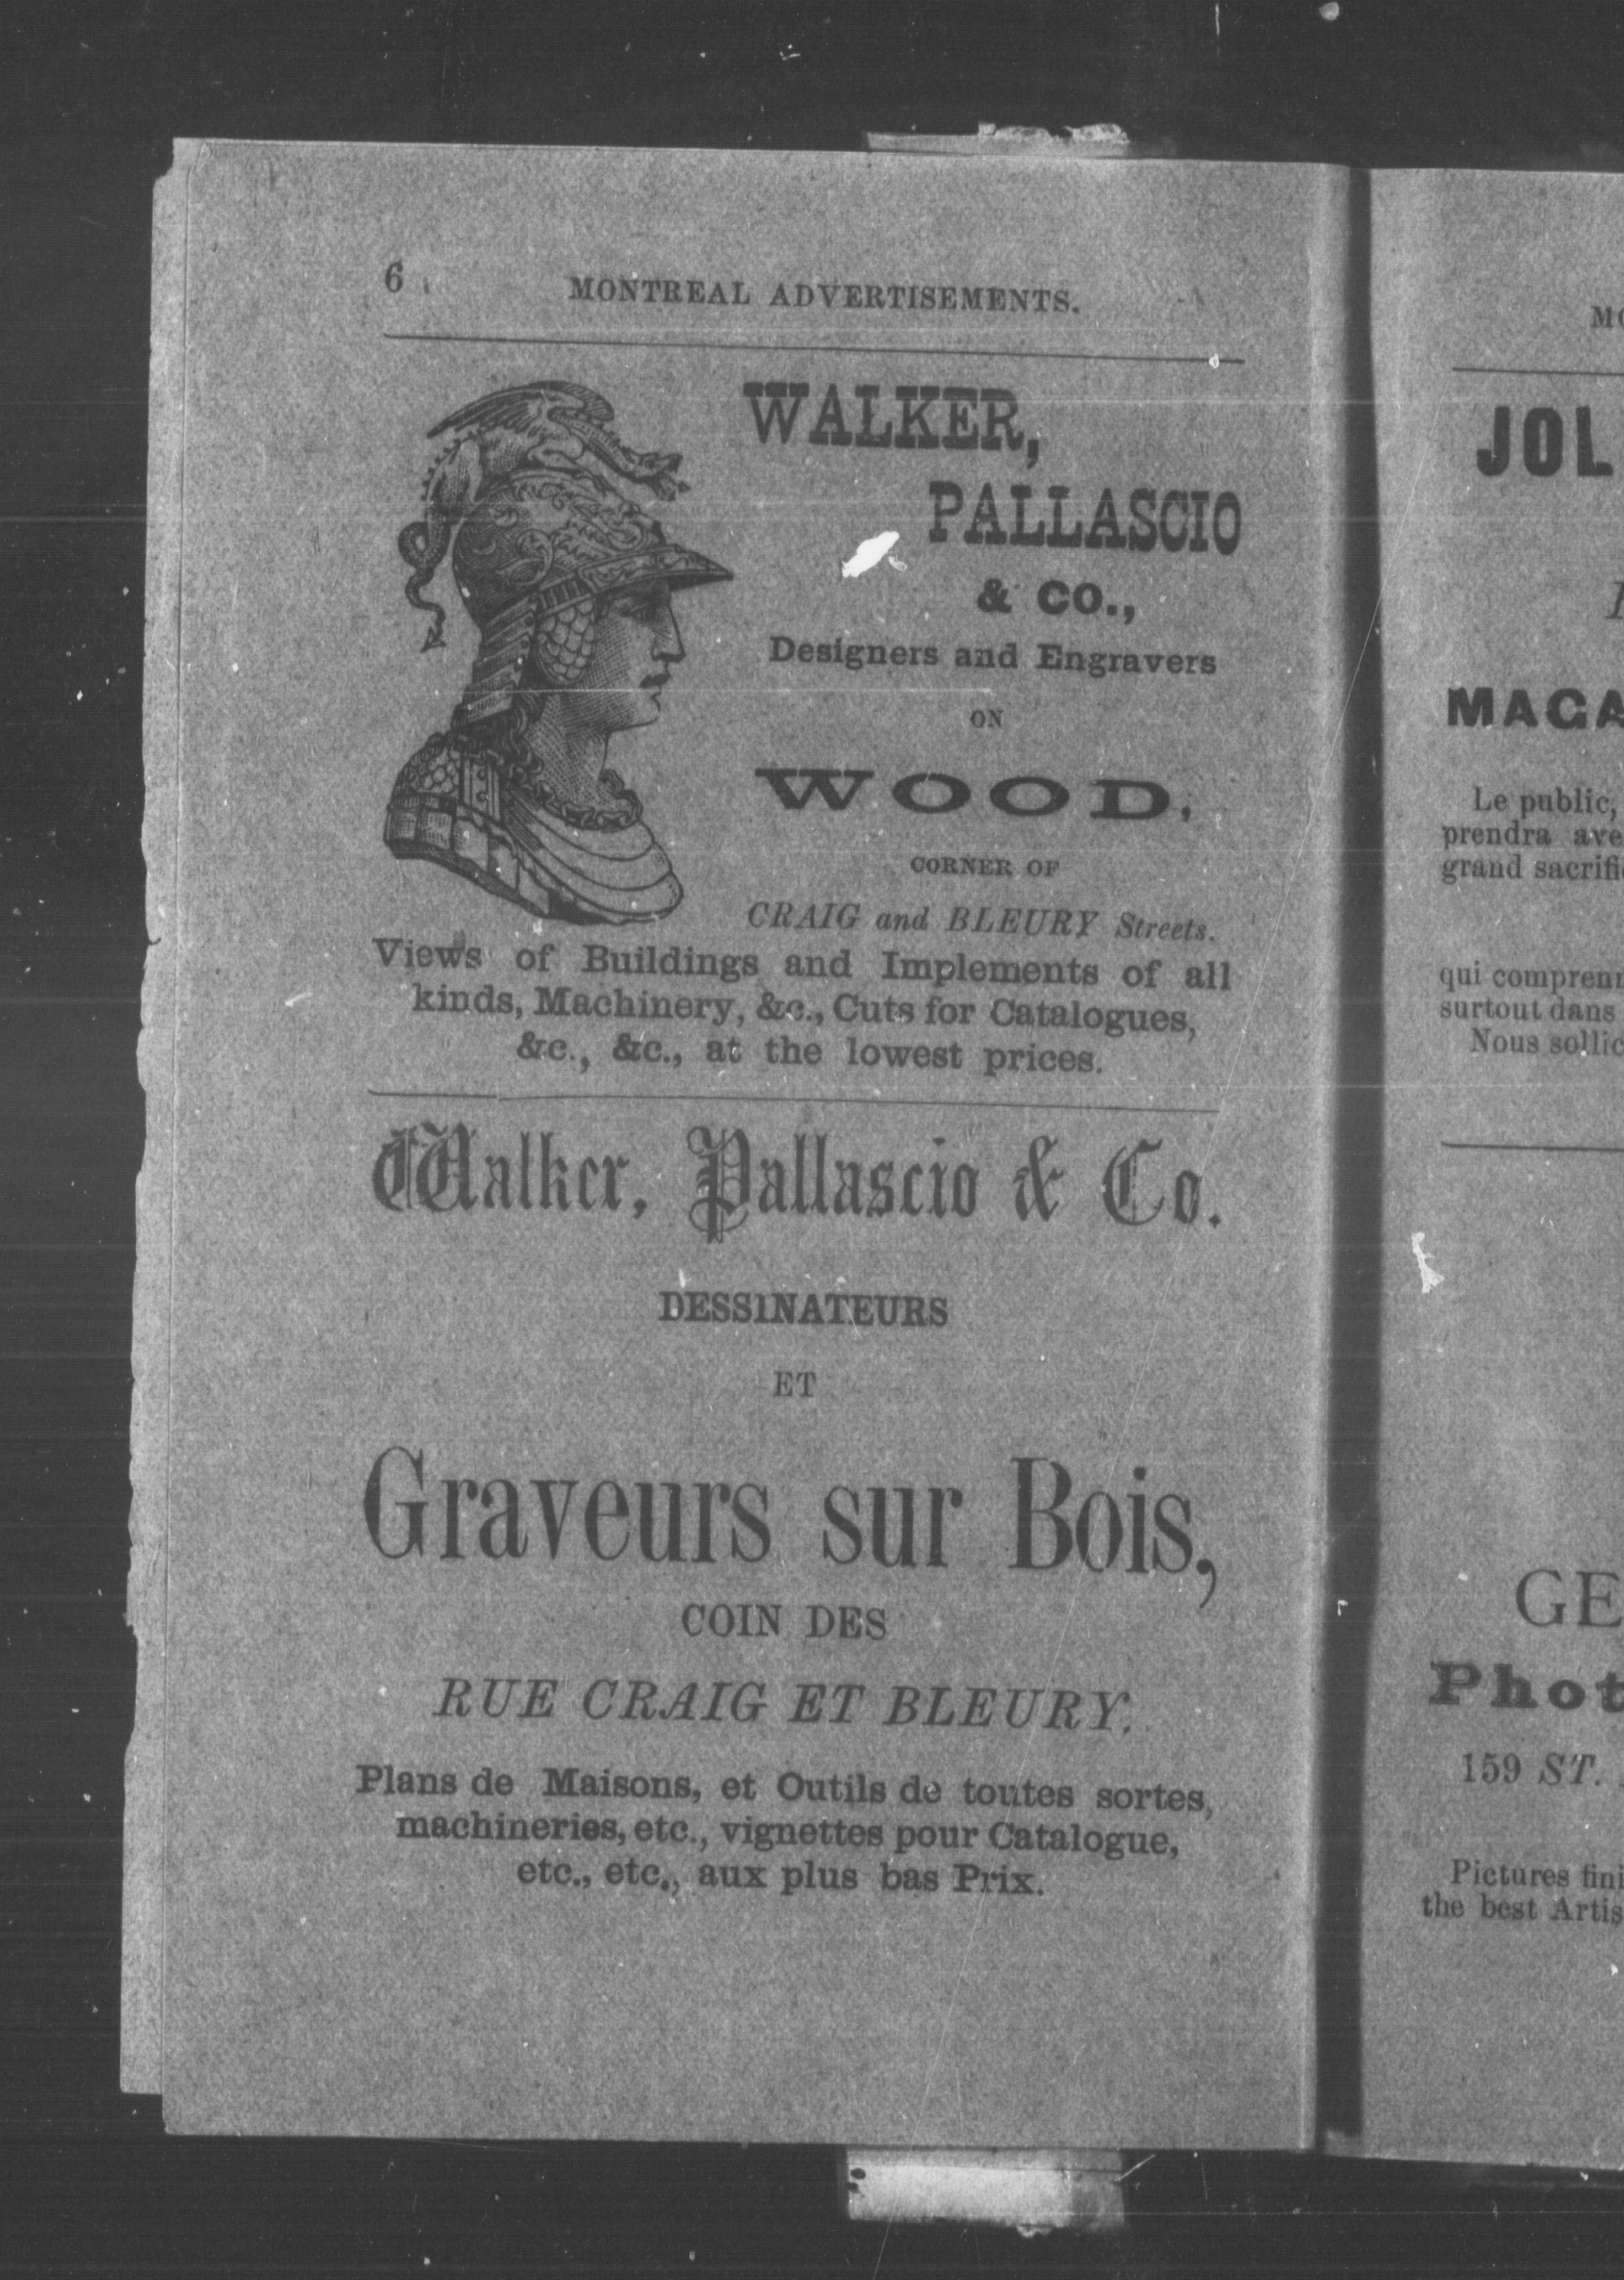 6
MONTREAL ADVERTISEMENTS.
WALKER,
PALLASCIO
& CO.,
Designers and Engravers
ON
WOOD,
CORNER OF
CRAIG and BLEURY Streets.
Views of Buildings and Implements of all
kinds, Machinery, &c., Cuts for Catalogues,
&c., &c., at the lowest prices.
Walker, Pallascio & Co.
DESSINATEURS
ET
Graveurs sur Bois,
COIN DES
RUE CRAIG ET BLEURY.
Plans de Maisons, et Outils de toutes sortes,
machineries, etc., vignettes pour Catalogue,
etc., etc., aux plus bas Prix.
JOL
MAGA
Le public,
prendra ave
grand sacrifi
qui comprenn
surtout dans
Nous sollic
GE
Phot
159 ST.
Pictures fini
the best Artis